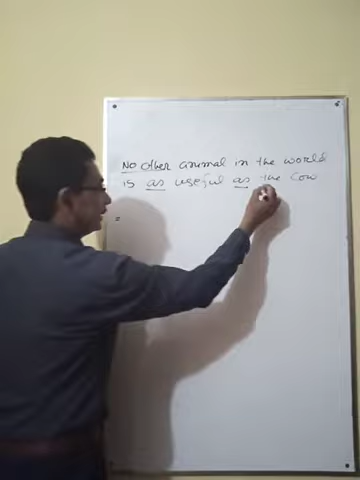 No other animal in the world
is as useful as the cow
=